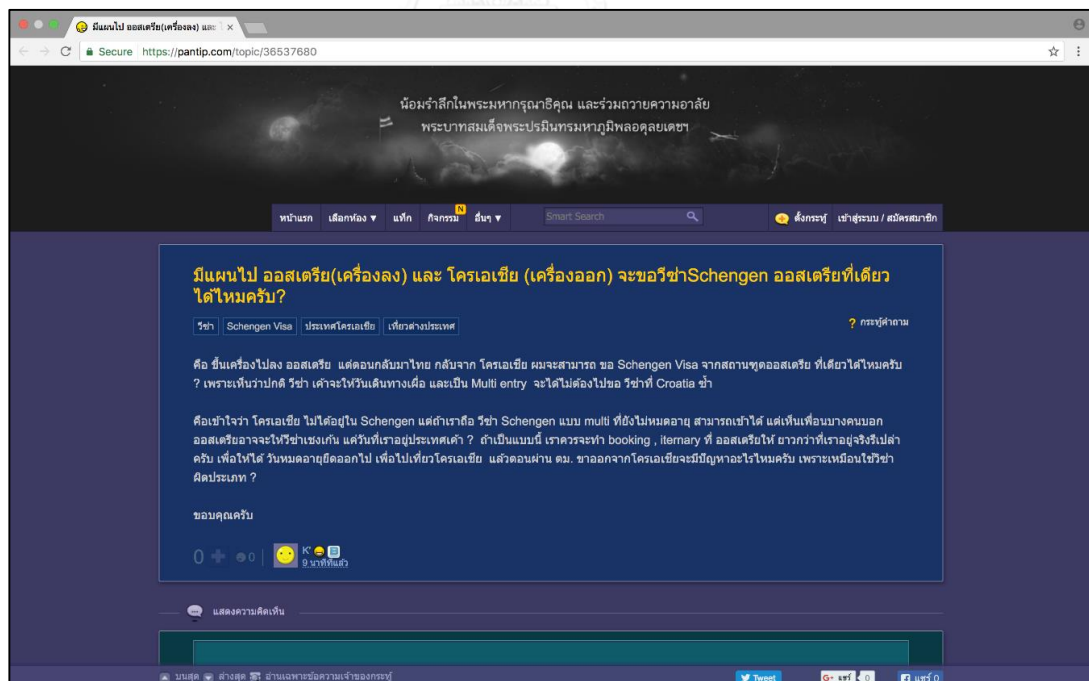 มีแผนไป ออสเตรีย(เครื่องลง) และ โ ×
Secure https://pantip.com/topic/36537680
น้อมรำลึกในพระมหากรุณาธิคุณ และร่วมถวายความอาลัย
พระบาทสมเด็จพระปรมินทรมหาภูมิพลอดุลยเดชฯ
หน้าแรก เลือกห้อง ▼ แท็ก กิจกรรม N อื่นๆ ▼ Smart Search ตั้งกระทู้ เข้าสู่ระบบ / สมัครสมาชิก
มีแผนไป ออสเตรีย(เครื่องลง) และ โครเอเชีย (เครื่องออก) จะขอวีซ่าSchengen ออสเตรียที่เดียว
ได้ไหมครับ?
วีซ่า Schengen Visa ประเทศโครเอเชีย เที่ยวต่างประเทศ ? กระทู้คำถาม
คือ ขึ้นเครื่องไปลง ออสเตรีย แต่ตอนกลับมาไทย กลับจาก โครเอเชีย ผมจะสามารถ ขอ Schengen Visa จากสถานฑูตออสเตรีย ที่เดียวได้ไหมครับ
? เพราะเห็นว่าปกติ วีซ่า เค้าจะให้วันเดินทางเผื่อ และเป็น Multi entry จะได้ไม่ต้องไปขอ วีซ่าที่ Croatia ซ้ำ
คือเข้าใจว่า โครเอเชีย ไม่ได้อยู่ใน Schengen แต่ถ้าเราถือ วีซ่า Schengen แบบ multi ที่ยังไม่หมดอายุ สามารถเข้าได้ แต่เห็นเพื่อนบางคนบอก
ออสเตรียอาจจะให้วีซ่าเชงเก้น แค่วันที่เราอยู่ประเทศเค้า ? ถ้าเป็นแบบนี้ เราควรจะทำ booking , iternary ที่ ออสเตรียให้ ยาวกว่าที่เราอยู่จริงรึเปล่า
ครับ เพื่อให้ได้ วันหมดอายุยืดออกไป เพื่อไปเที่ยวโครเอเชีย แล้วตอนผ่าน ตม. ขาออกจากโครเอเชียจะมีปัญหาอะไรไหมครับ เพราะเหมือนใช้วีซ่า
ผิดประเภท ?
ขอบคุณครับ
0 0 K'
9 นาทีที่แล้ว
แสดงความคิดเห็น
บนสุด ล่างสุด อ่านเฉพาะข้อความเจ้าของกระทู้ Tweet G+ แชร์ 0 แชร์ 0